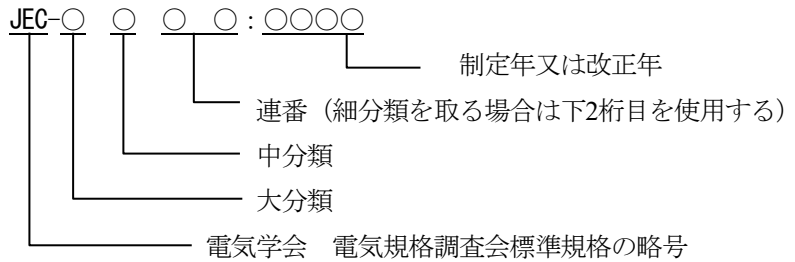 JEC-○ ○ ○ ○：○○○○
制定年又は改正年
連番（細分類を取る場合は下2桁目を使用する）
中分類
大分類
電気学会　電気規格調査会標準規格の略号